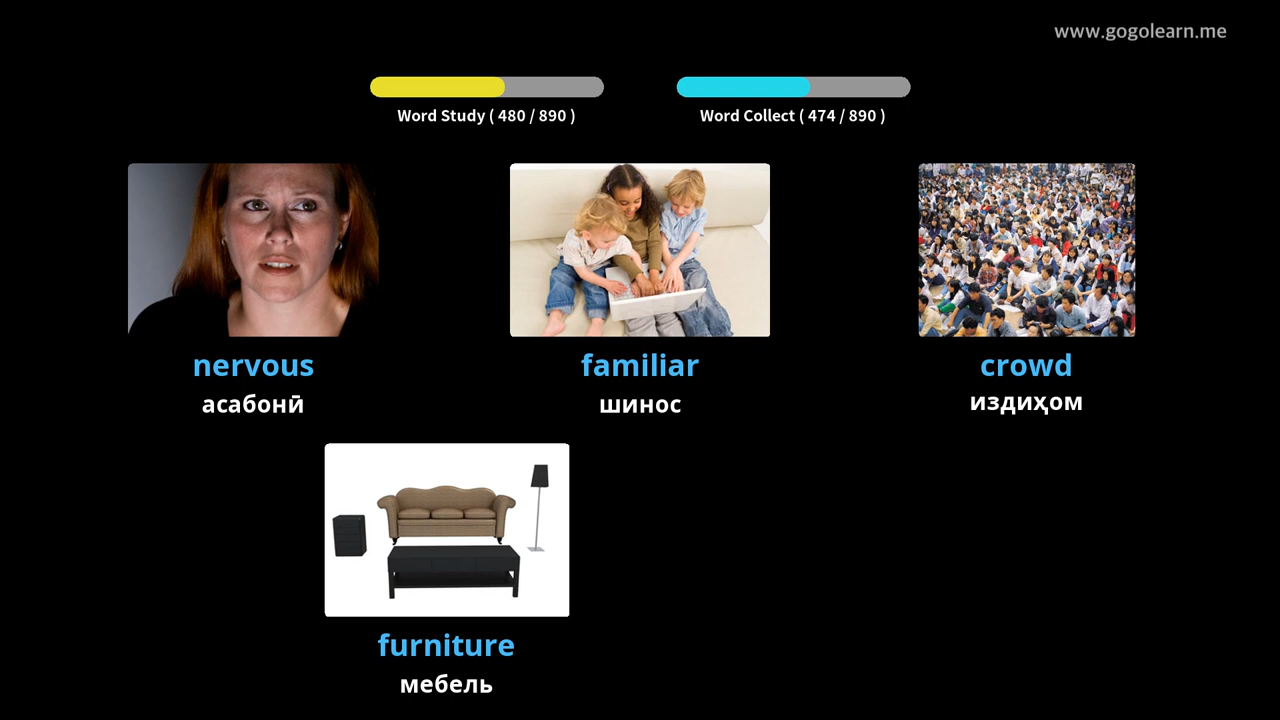 www.gogolearn.me
Word Study ( 480 / 890 )
Word Collect ( 474 / 890 )
nervous
асабонӣ
familiar
шинос
crowd
издиҳом
furniture
мебель